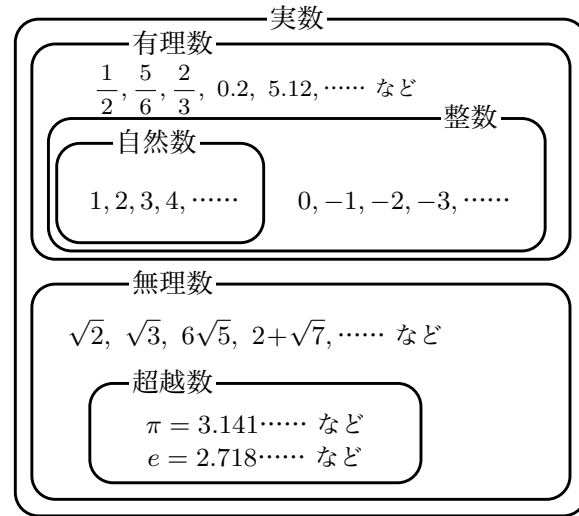 実数
有理数
1/2, 5/6, 2/3, 0.2, 5.12, …… など
整数
自然数
1, 2, 3, 4, ……
0, −1, −2, −3, ……
無理数
√2, √3, 6√5, 2+√7, …… など
超越数
π = 3.141…… など
e = 2.718…… など